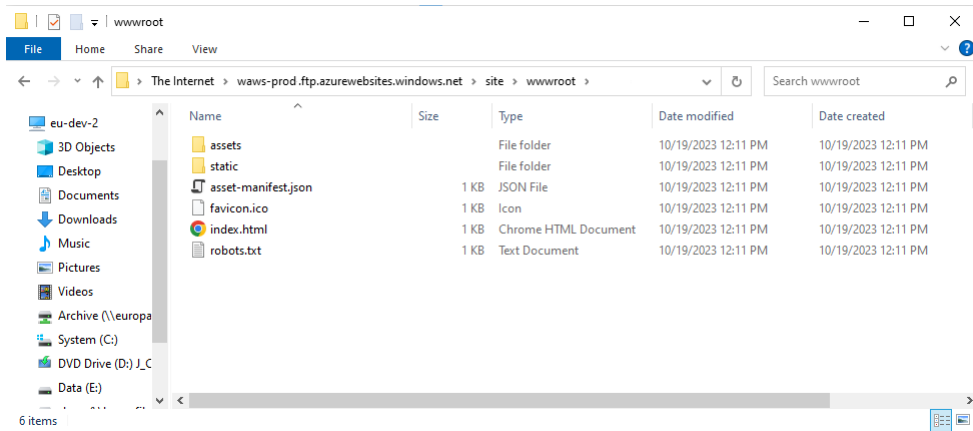 wwwroot
File Home Share View
The Internet > waws-prod .ftp.azurewebsites.windows.net > site > wwwroot >
Search wwwroot
Name Size Type Date modified Date created
eu-dev-2
3D Objects
Desktop
Documents
Downloads
Music
Pictures
Videos
Archive (\\europa
System (C:)
DVD Drive (D:) J_C
Data (E:)
assets File folder 10/19/2023 12:11 PM 10/19/2023 12:11 PM
static File folder 10/19/2023 12:11 PM 10/19/2023 12:11 PM
asset-manifest.json 1 KB JSON File 10/19/2023 12:11 PM 10/19/2023 12:11 PM
favicon.ico 1 KB Icon 10/19/2023 12:11 PM 10/19/2023 12:11 PM
index.html 1 KB Chrome HTML Document 10/19/2023 12:11 PM 10/19/2023 12:11 PM
robots.txt 1 KB Text Document 10/19/2023 12:11 PM 10/19/2023 12:11 PM
6 items